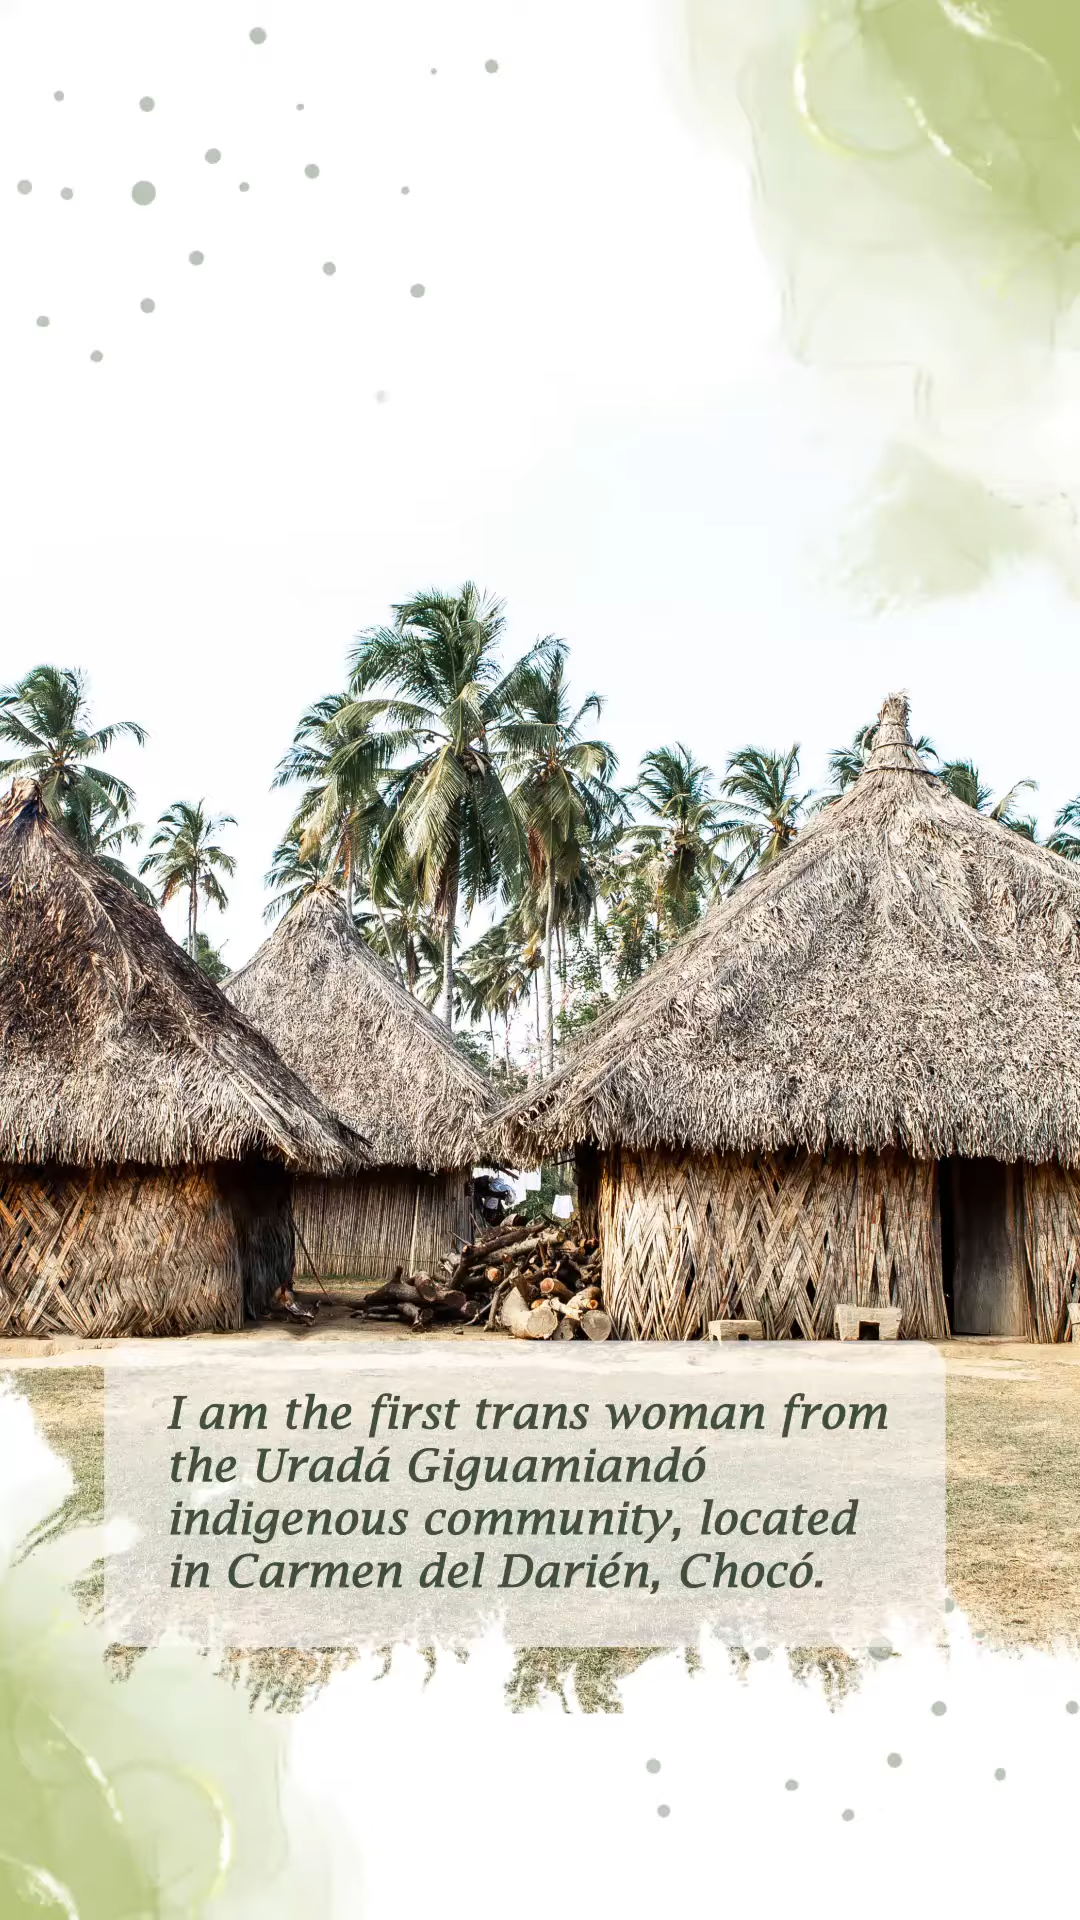 I am the first trans woman from
the Uradá Giguamiandó
indigenous community, located
in Carmen del Darién, Chocó.